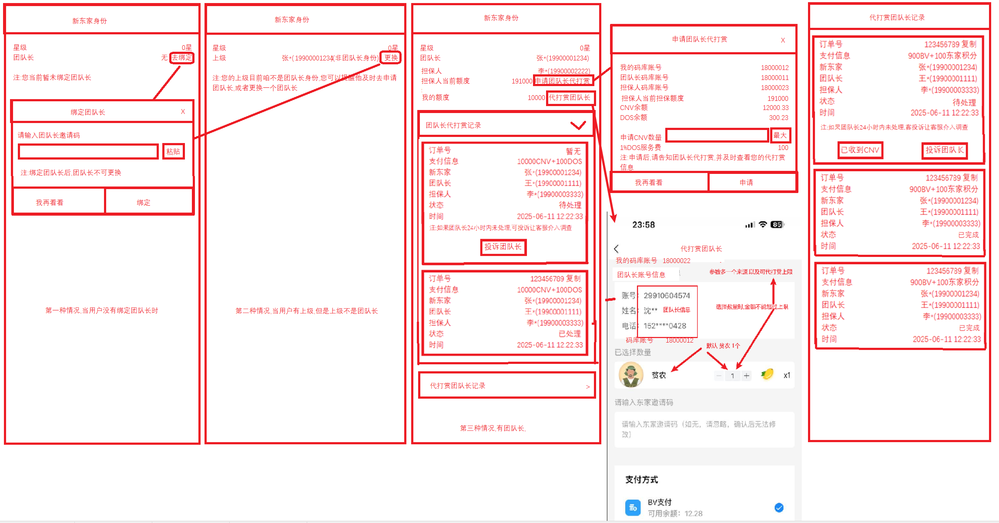 新东家身份
星级 0星
团队长 无 去绑定
注:您当前暂未绑定团队长
绑定团队长 X
请输入团队长邀请码
粘贴
注:绑定团队长后,团队长不可更换
我再看看 绑定
第一种情况,当用户没有绑定团队长时
新东家身份
星级 0星
上级 张*( 19900001234(非团队长身份) 更换
注:您的上级目前咱不是团队长身份,您可以提醒他及时去申请
团队长,或者更换一个团队长
第二种情况,当用户有上级,但是上级不是团队长
新东家身份
星级 0星
团队长 张*(19900001234)
担保人 李*(19900002222)
担保人当前额度 191000 申请团队长代打赏
我的额度 10000 代打赏团队长
团队长代打赏记录
订单号 暂无
支付信息 10000CNV+100DOS
新东家 张*(19900001234)
团队长 王*(19900001111)
担保人 李*(19900003333)
状态 待处理
时间 2025-06-11 12:22:33
注:如果团队长24小时内未处理,可投诉让客服介入调查
投诉团队长
订单号 123456789 复制
支付信息 10000CNV+100DOS
新东家 张*(19900001234)
团队长 王*(19900001111)
担保人 李*(19900003333)
状态 已处理
时间 2025-06-11 12:22:33
代打赏团队长记录 >
第三种情况,有团队长,
申请团队长代打赏 X
我的码库账号 18000012
团队长码库账号 18000011
担保人码库账号 18000023
担保人当前担保额度 191000
CNV余额 12000.33
DOS余额 300.23
申请CNV数量 最大
1%DOS服务费 100
注:申请后,请告知团队长代打赏,并及时查看您的代打赏
信息
我再看看 申请
23:58 85
代打赏团队长
我的码库账号 18000022
团队长账号信息 参数多一个来源以及可代打赏上限
账号: 29910604574
姓名: 沈** 团队长信息
选择数量时,金额不能超过上限
电话: 152****0428
码库账号 18000012
默认 贫农 1个
已选择数量
贫农 － 1 ＋ x1
请输入东家邀请码
请输入东家邀请码（如无，请忽略，确认后无法修
改）
支付方式
BV支付
可用余额：12.28
代打赏团队长记录
订单号 123456789 复制
支付信息 900BV+100东家积分
新东家 张*(19900001234)
团队长 王*(19900001111)
担保人 李*(19900003333)
状态 待处理
时间 2025-06-11 12:22:33
注:如果团队长24小时内未处理,客投诉让客服介入调查
已收到CNV 投诉团队长
订单号 123456789 复制
支付信息 900BV+100东家积分
新东家 张*(19900001234)
团队长 王*(19900001111)
担保人 李*(19900003333)
状态 已完成
时间 2025-06-11 12:22:33
订单号 123456789 复制
支付信息 900BV+100东家积分
新东家 张*(19900001234)
团队长 王*(19900001111)
担保人 李*(19900003333)
状态 已完成
时间 2025-06-11 12:22:33